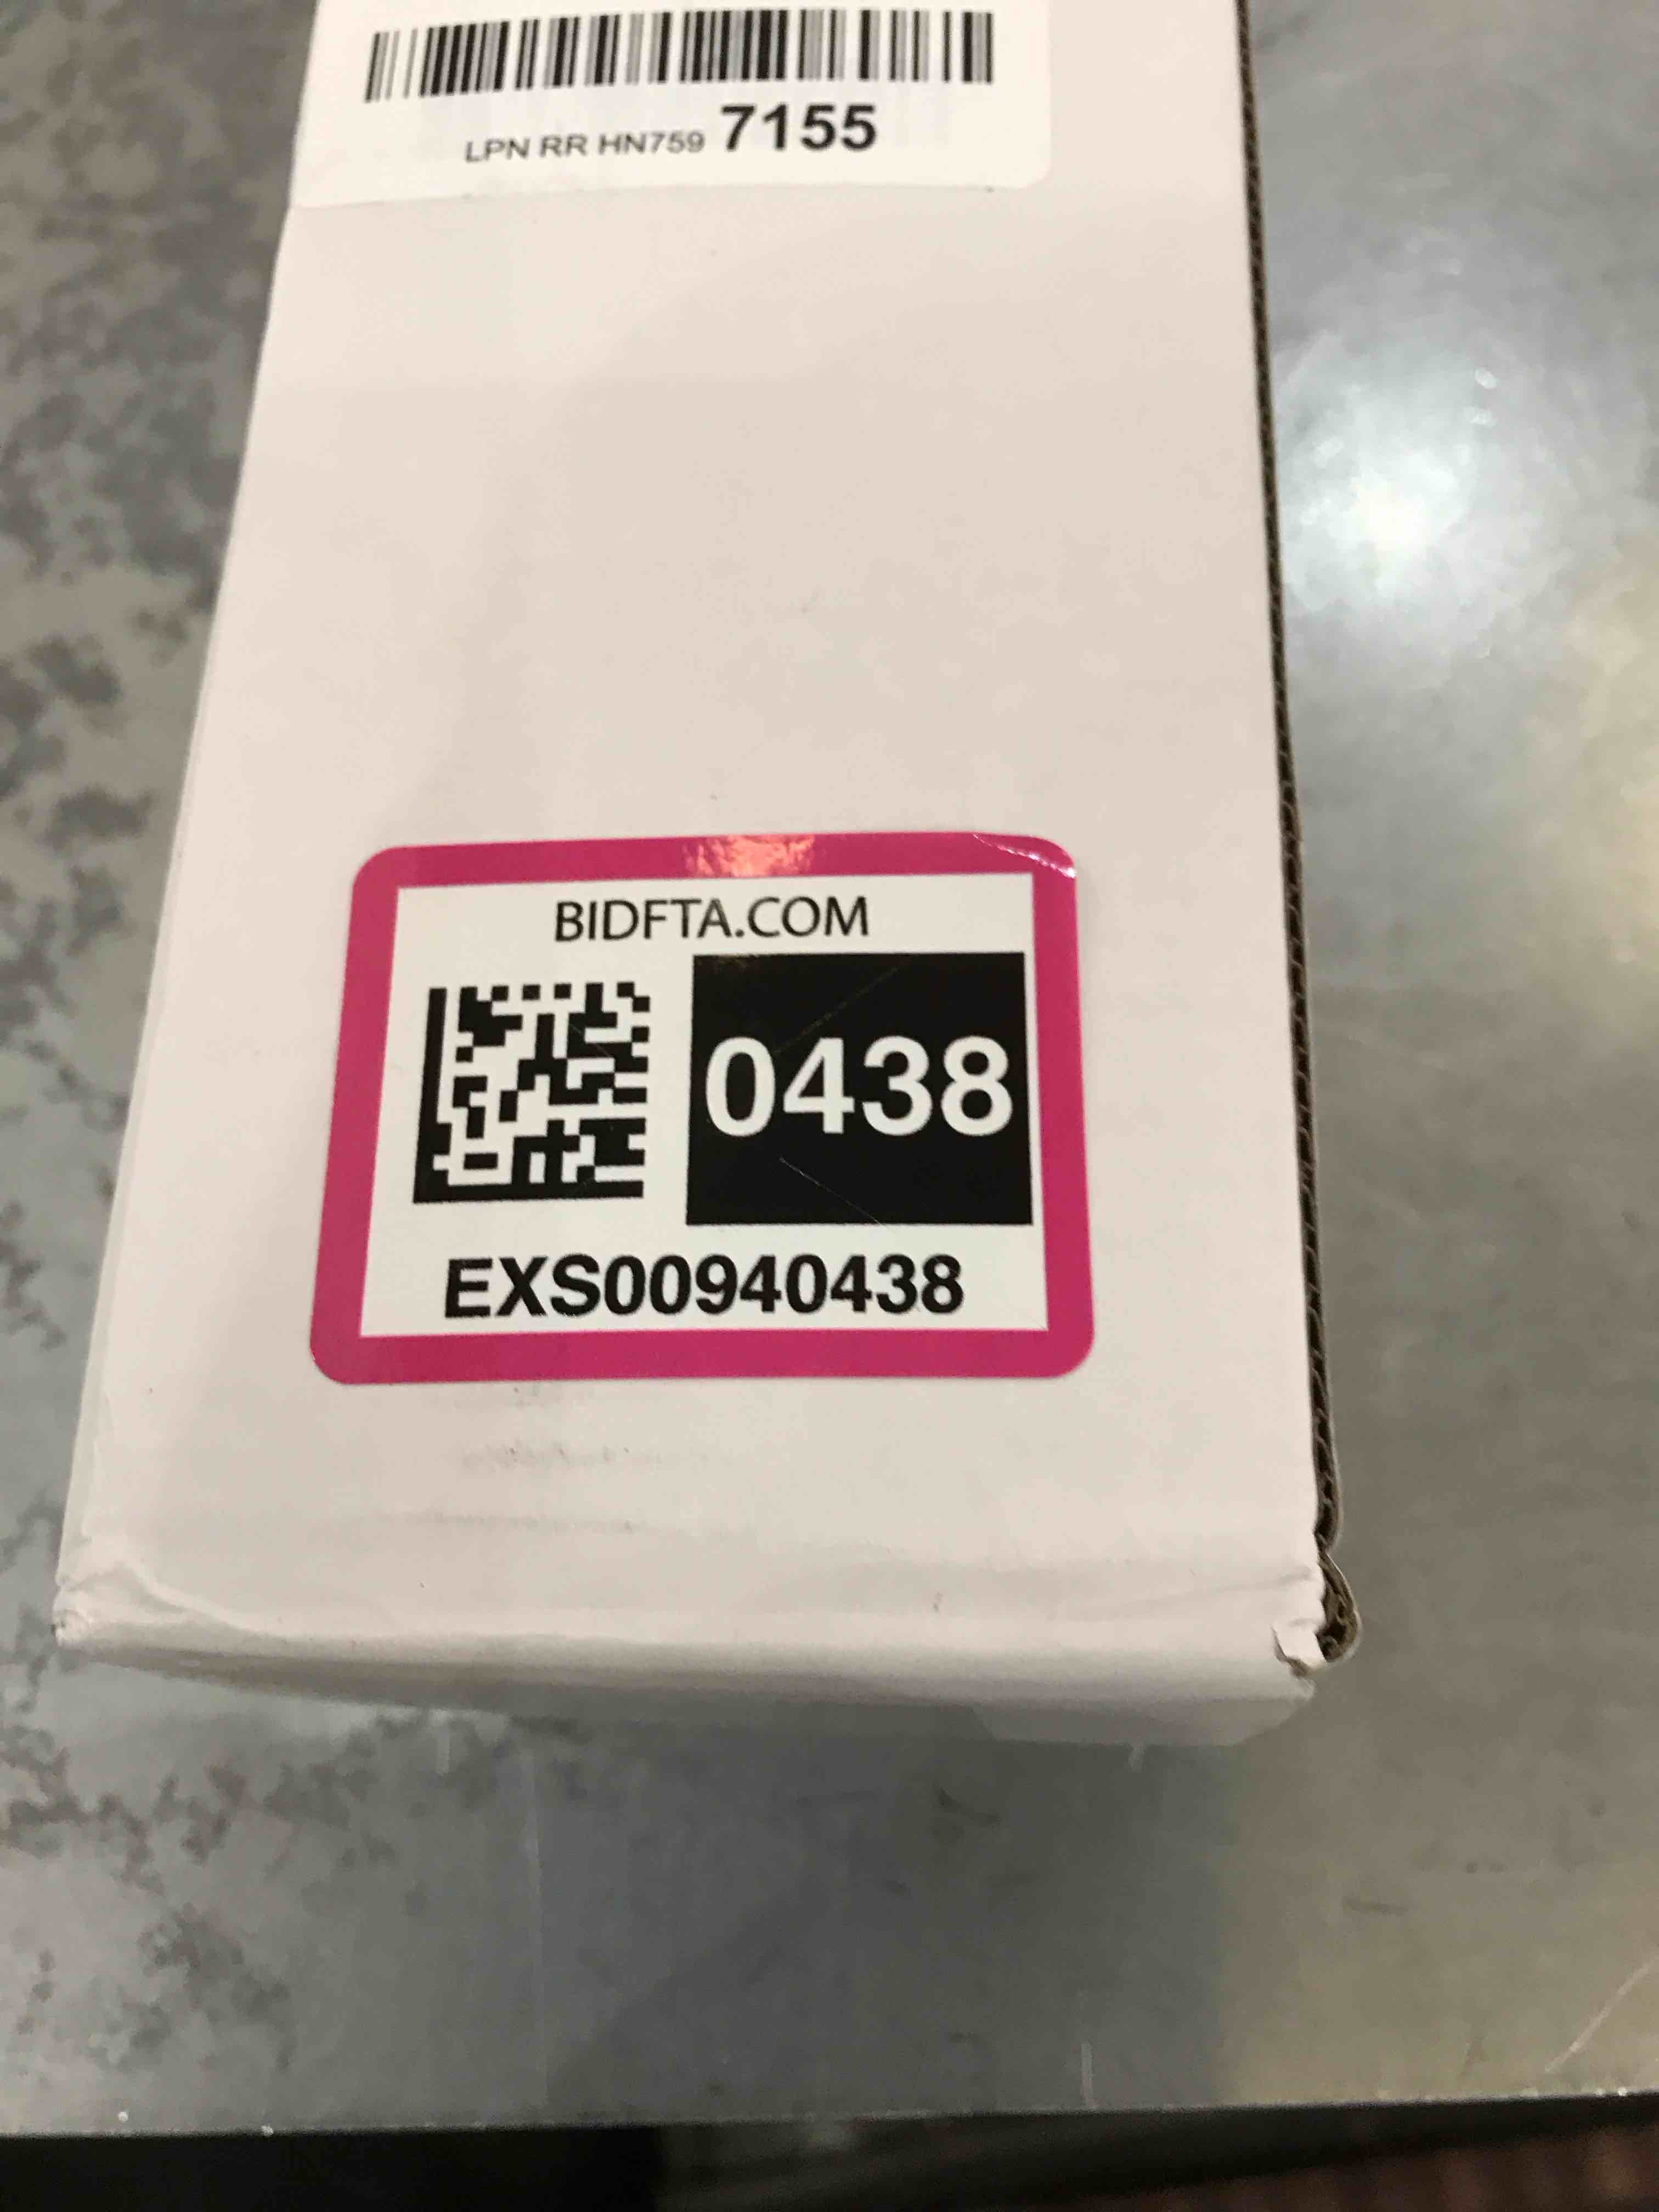 LPN RR HN759 7155
BIDFTA.COM
0438
EXS00940438